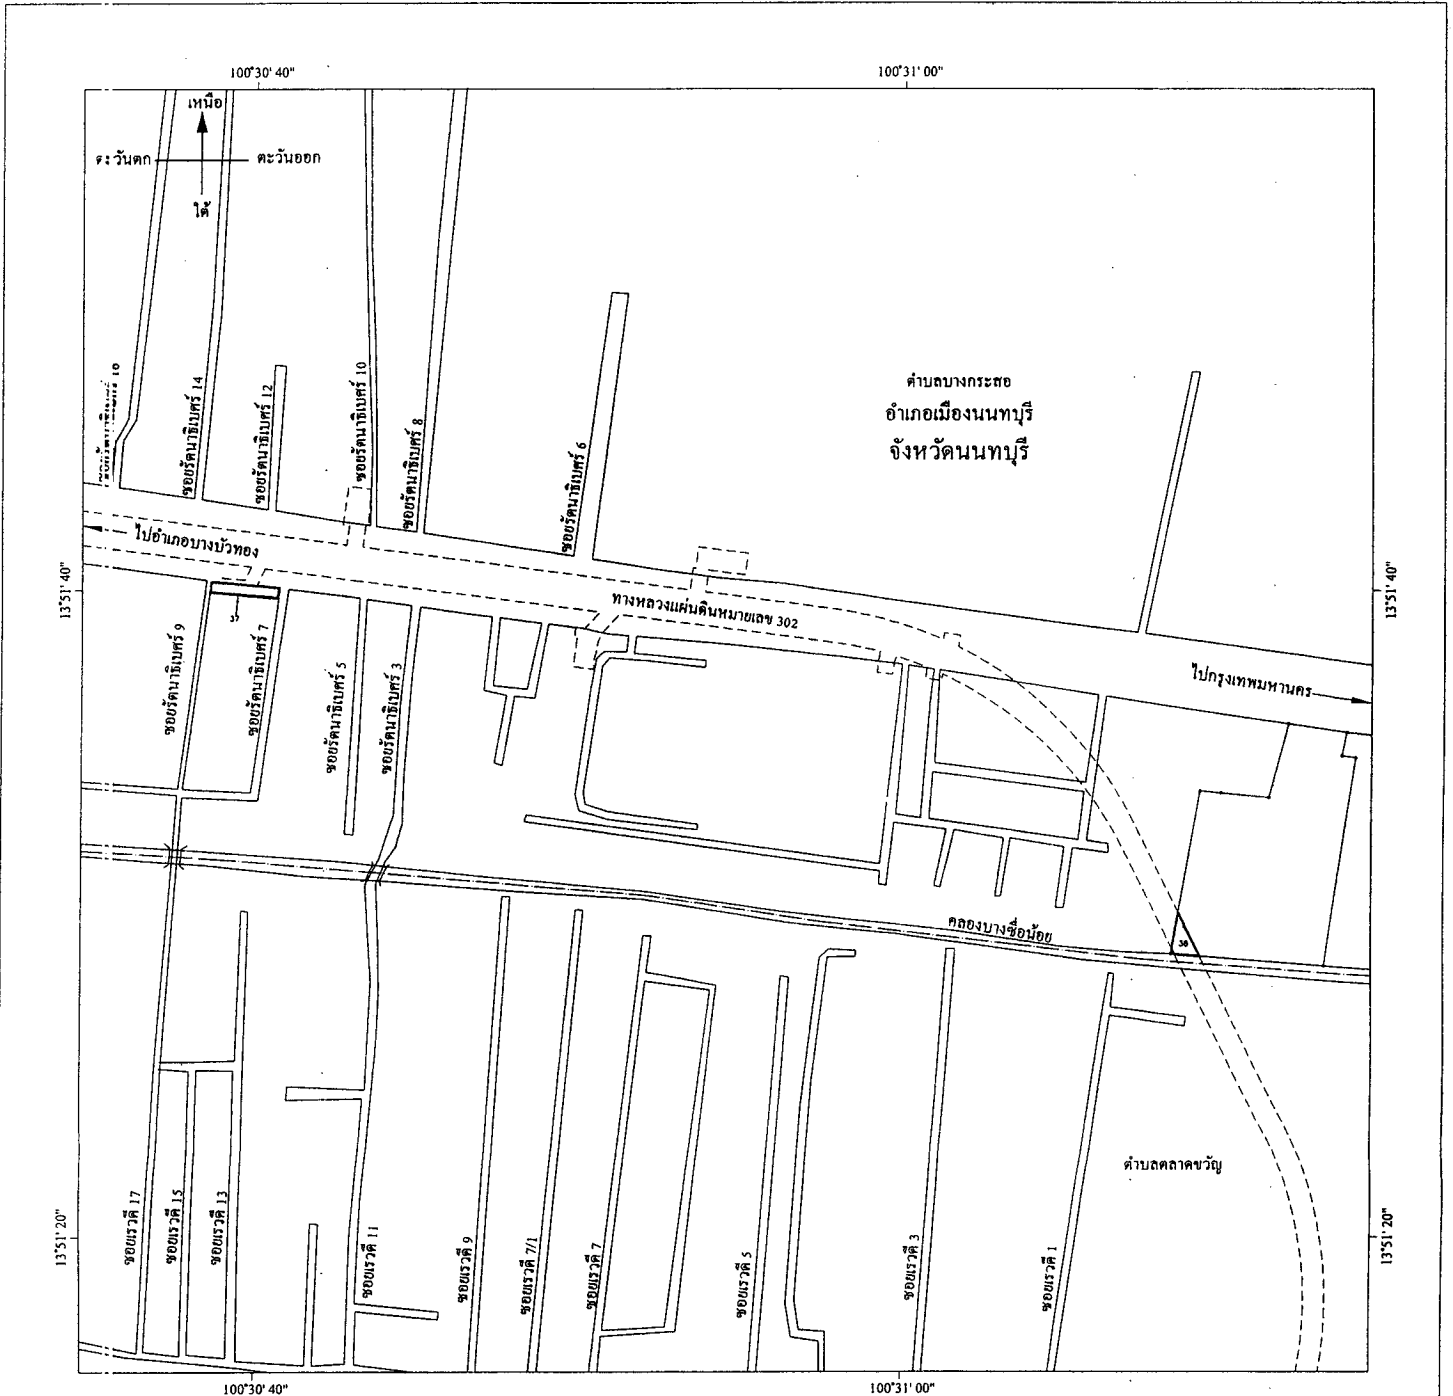 100°30' 40"
100°31' 00"
เหนือ
ตะวันตก
ตะวันออก
ใต้
ซอยรัตนาธิเบศร์ 16
ซอยรัตนาธิเบศร์ 14
ซอยรัตนาธิเบศร์ 12
ซอยรัตนาธิเบศร์ 10
ซอยรัตนาธิเบศร์ 8
ซอยรัตนาธิเบศร์ 6
ตำบลบางกระสอ
อำเภอเมืองนนทบุรี
จังหวัดนนทบุรี
ไปอำเภอบางบัวทอง
13°51' 40"
13°51' 40"
ทางหลวงแผ่นดินหมายเลข 302
ไปกรุงเทพมหานคร
37
ซอยรัตนาธิเบศร์ 9
ซอยรัตนาธิเบศร์ 7
ซอยรัตนาธิเบศร์ 5
ซอยรัตนาธิเบศร์ 3
คลองบางซื่อน้อย
38
ตำบลตลาดขวัญ
ซอยเรวดี 17
ซอยเรวดี 15
ซอยเรวดี 13
ซอยเรวดี 11
ซอยเรวดี 9
ซอยเรวดี 7/1
ซอยเรวดี 7
ซอยเรวดี 5
ซอยเรวดี 3
ซอยเรวดี 1
13°51' 20"
13°51' 20"
100°30' 40"
100°31' 00"